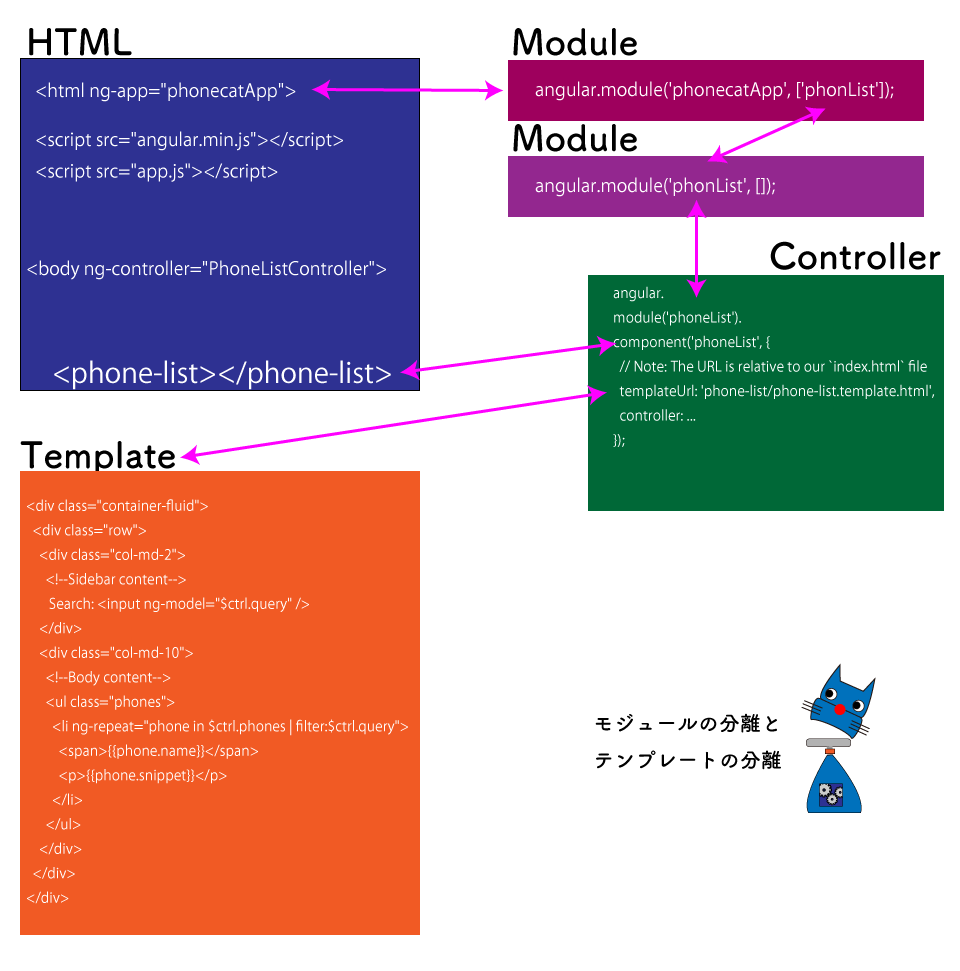 HTML
<html ng-app="phonecatApp">
<script src="angular.min.js"></script>
<script src="app.js"></script>
<body ng-controller="PhoneListController">
<phone-list></phone-list>
Module
angular.module('phonecatApp', ['phonList']);
Module
angular.module('phonList', []);
Controller
angular.
module('phoneList').
component('phoneList', {
// Note: The URL is relative to our `index.html` file
templateUrl: 'phone-list/phone-list.template.html',
controller: ...
});
Template
<div class="container-fluid">
<div class="row">
<div class="col-md-2">
<!--Sidebar content-->
Search: <input ng-model="$ctrl.query" />
</div>
<div class="col-md-10">
<!--Body content-->
<ul class="phones">
<li ng-repeat="phone in $ctrl.phones | filter:$ctrl.query">
<span>{{phone.name}}</span>
<p>{{phone.snippet}}</p>
</li>
</ul>
</div>
</div>
</div>
モジュールの分離と
テンプレートの分離